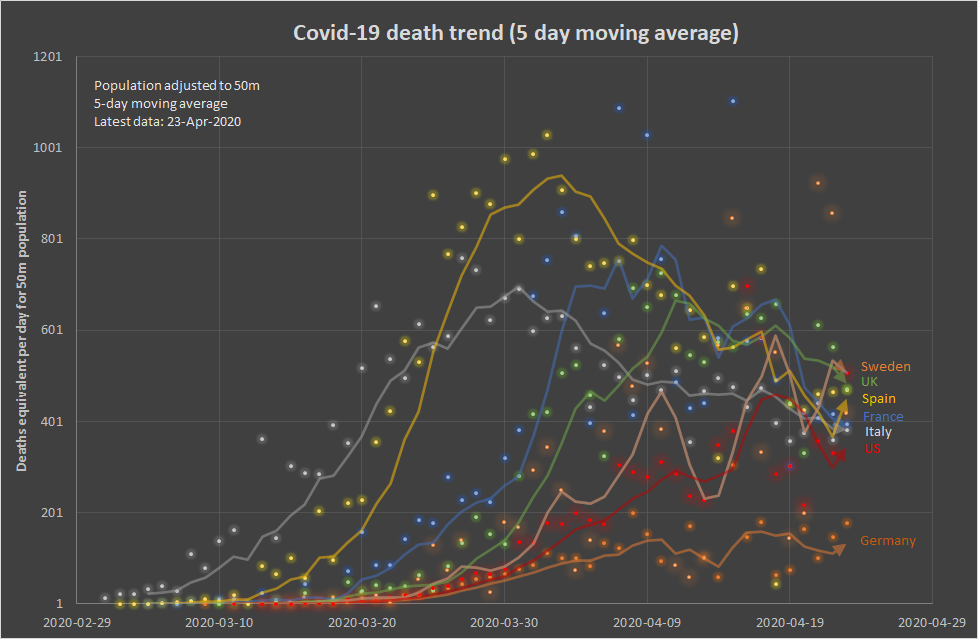 Covid-19 death trend (5 day moving average)
1201
Population adjusted to 50m
5-day moving average
Latest data: 23-Apr-2020
1001
Deaths equivalent per day for 50m population
801
601
Sweden
UK
Spain
401
France
Italy
US
201
Germany
1
2020-02-29
2020-03-10
2020-03-20
2020-03-30
2020-04-09
2020-04-19
2020-04-29